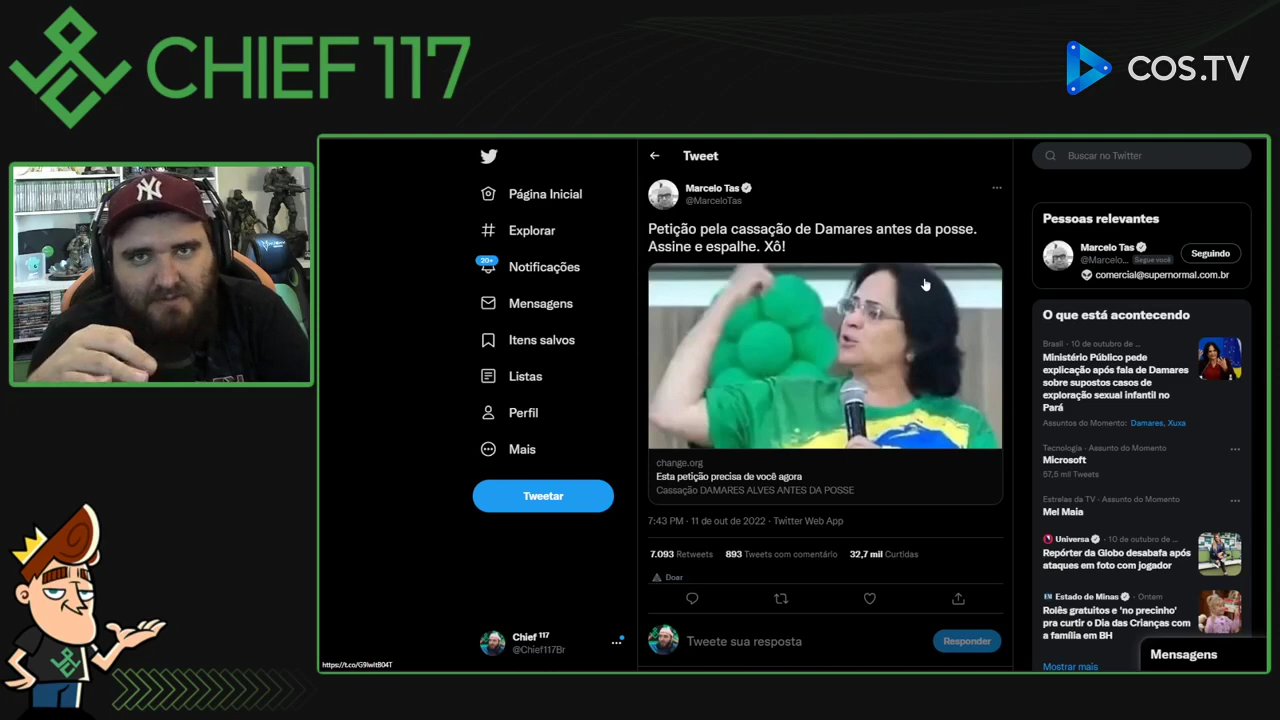 CHIEF 117
COS.TV
Página Inicial
Explorar
20+
Notificações
Mensagens
Itens salvos
Listas
Perfil
Mais
Tweetar
Chief 117
@Chief117Br
https://t.co/G9lwltB04T
Tweet
Marcelo Tas
@MarceloTas
Petição pela cassação de Damares antes da posse.
Assine e espalhe. Xô!
change.org
Esta petição precisa de você agora
Cassação DAMARES ALVES ANTES DA POSSE
7:43 PM · 11 de out de 2022 · Twitter Web App
7.093 Retweets 893 Tweets com comentário 32,7 mil Curtidas
Doar
Tweete sua resposta
Responder
Buscar no Twitter
Pessoas relevantes
Marcelo Tas
@Marcelo... Segue você
Seguindo
comercial@supernormal.com.br
O que está acontecendo
Brasil · 10 de outubro de ...
Ministério Público pede
explicação após fala de Damares
sobre supostos casos de
exploração sexual infantil no
Pará
Assuntos do Momento: Damares, Xuxa
Tecnologia · Assunto do Momento
Microsoft
57,5 mil Tweets
Estrelas da TV · Assunto do Momento
Mel Maia
Universa · 10 de outubro de ...
Repórter da Globo desabafa após
ataques em foto com jogador
Estado de Minas · Ontem
Rolês gratuitos e 'no precinho'
pra curtir o Dia das Crianças com
a família em BH
Mostrar mais
Mensagens